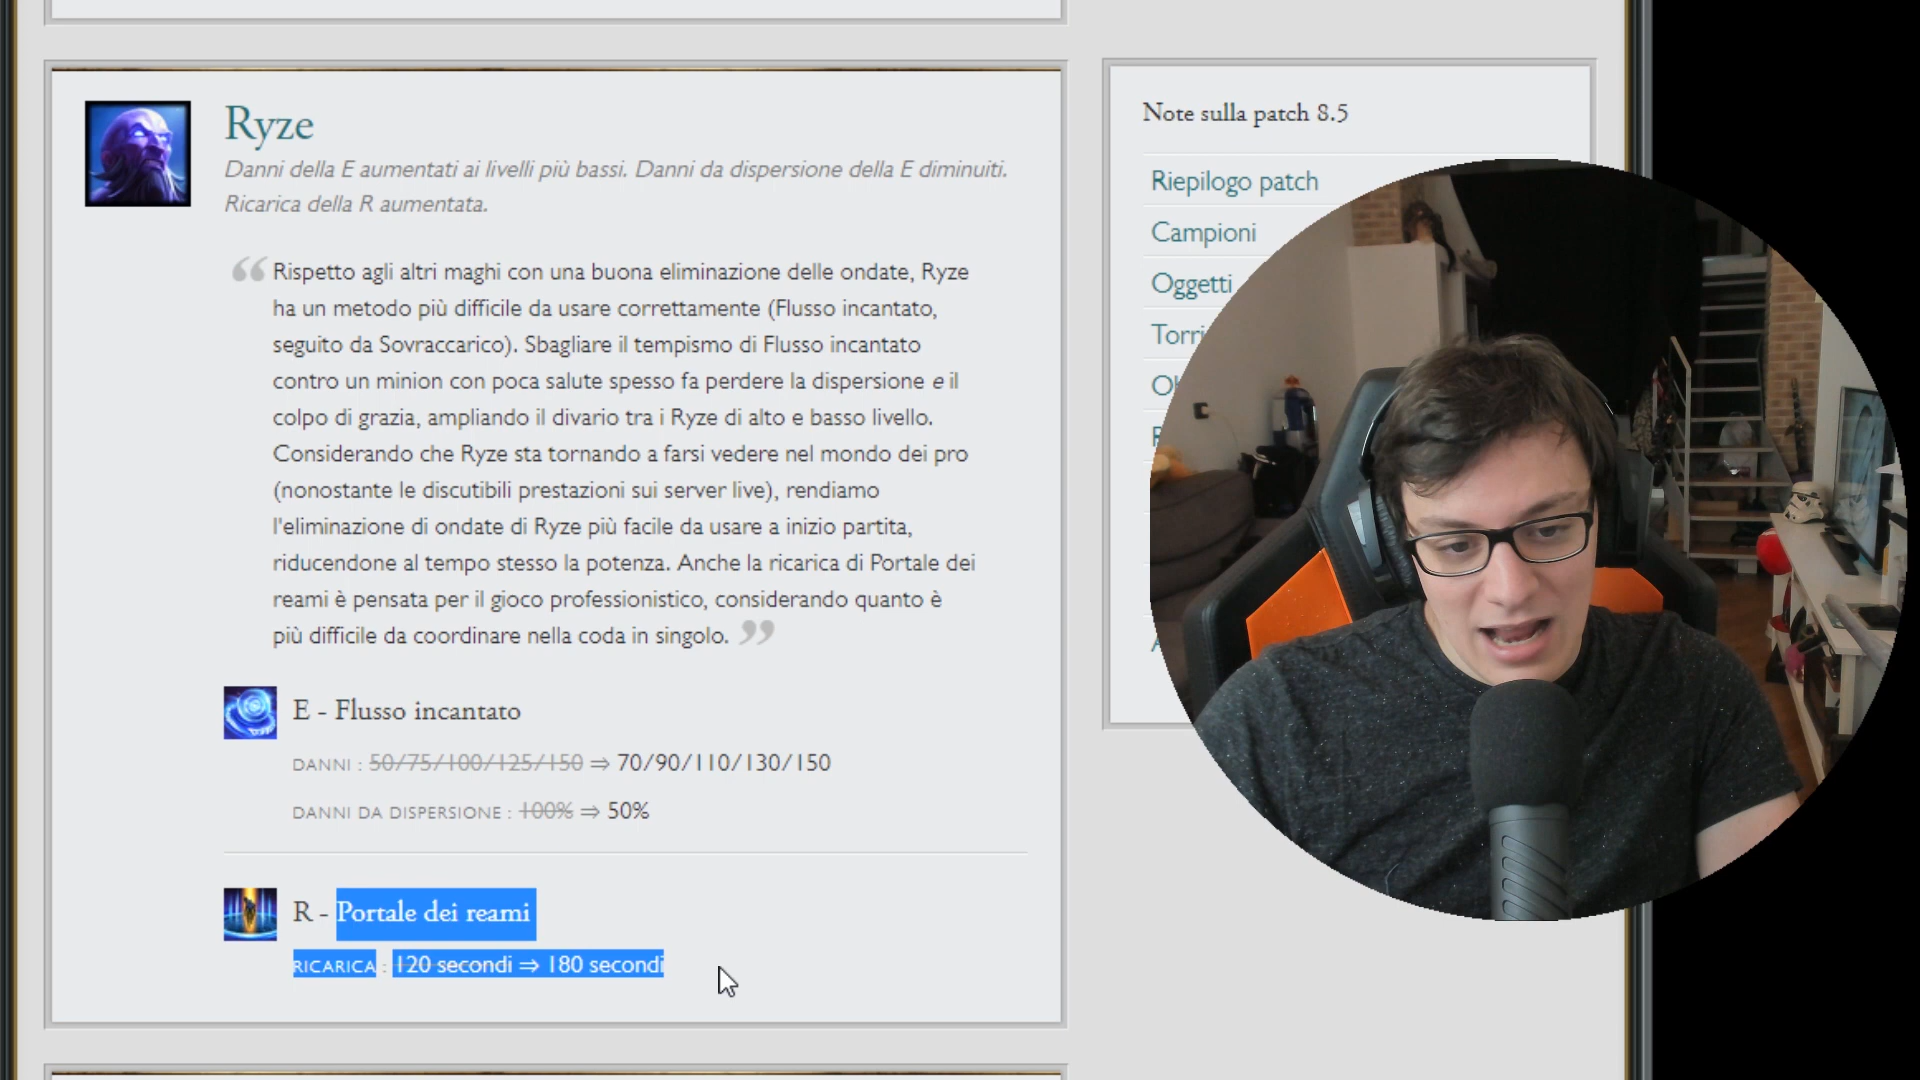 Ryze
Danni della E aumentati ai livelli più bassi. Danni da dispersione della E diminuiti.
Ricarica della R aumentata.
“ Rispetto agli altri maghi con una buona eliminazione delle ondate, Ryze
ha un metodo più difficile da usare correttamente (Flusso incantato,
seguito da Sovraccarico). Sbagliare il tempismo di Flusso incantato
contro un minion con poca salute spesso fa perdere la dispersione e il
colpo di grazia, ampliando il divario tra i Ryze di alto e basso livello.
Considerando che Ryze sta tornando a farsi vedere nel mondo dei pro
(nonostante le discutibili prestazioni sui server live), rendiamo
l'eliminazione di ondate di Ryze più facile da usare a inizio partita,
riducendone al tempo stesso la potenza. Anche la ricarica di Portale dei
reami è pensata per il gioco professionistico, considerando quanto è
più difficile da coordinare nella coda in singolo. ”
E - Flusso incantato
DANNI : 50/75/100/125/150 ⇒ 70/90/110/130/150
DANNI DA DISPERSIONE : 100% ⇒ 50%
R - Portale dei reami
RICARICA : 120 secondi ⇒ 180 secondi
Note sulla patch 8.5
Riepilogo patch
Campioni
Oggetti
Torri